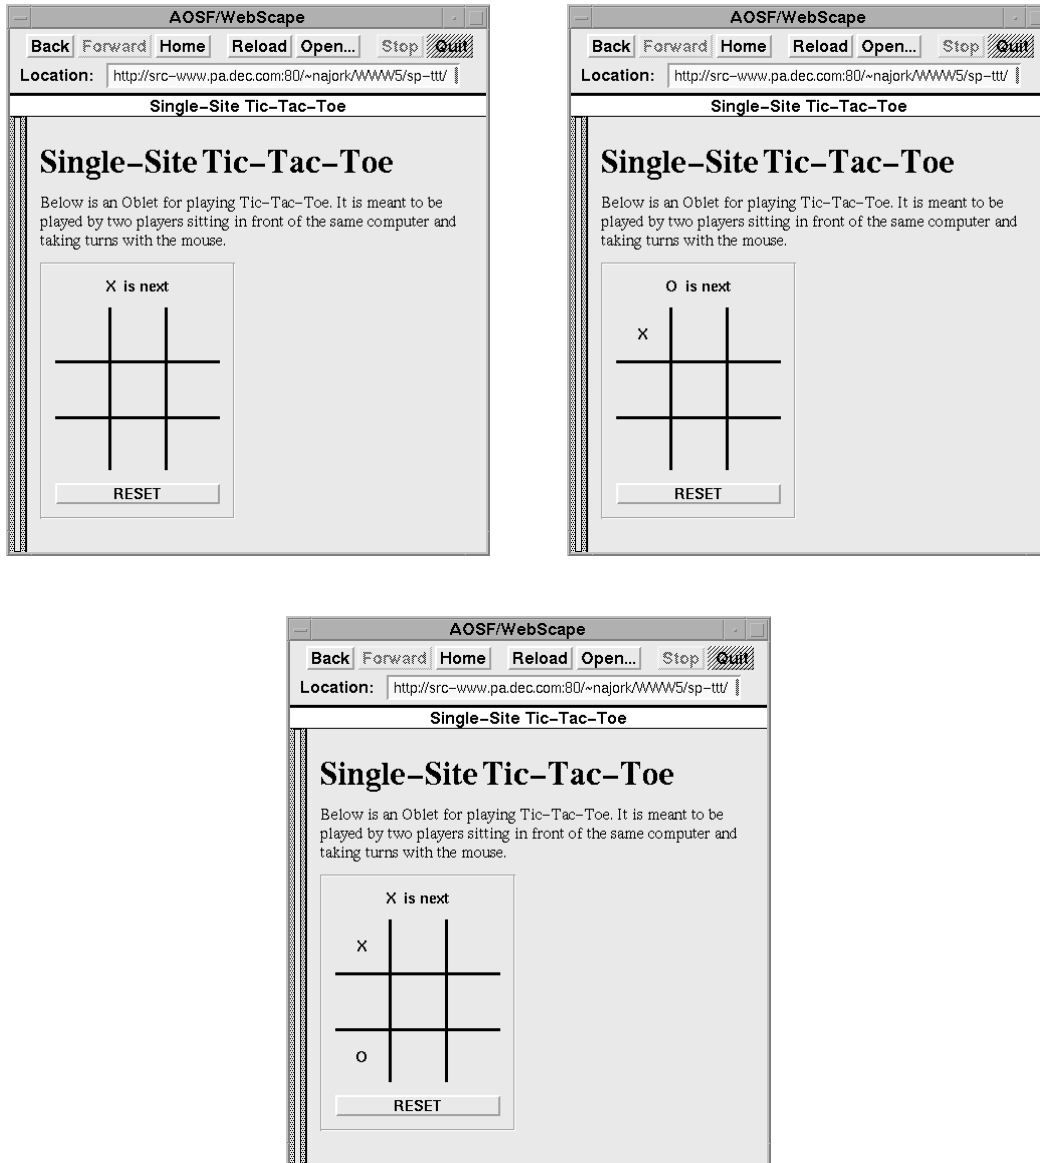 AOSF/WebScape
Back Forward Home Reload Open... Stop Quit
Location: http://src-www.pa.dec.com:80/~najork/WWW5/sp-ttt/
Single-Site Tic-Tac-Toe
Single-Site Tic-Tac-Toe
Below is an Oblet for playing Tic-Tac-Toe. It is meant to be
played by two players sitting in front of the same computer and
taking turns with the mouse.
X is next
RESET
AOSF/WebScape
Back Forward Home Reload Open... Stop Quit
Location: http://src-www.pa.dec.com:80/~najork/WWW5/sp-ttt/
Single-Site Tic-Tac-Toe
Single-Site Tic-Tac-Toe
Below is an Oblet for playing Tic-Tac-Toe. It is meant to be
played by two players sitting in front of the same computer and
taking turns with the mouse.
O is next
X
RESET
AOSF/WebScape
Back Forward Home Reload Open... Stop Quit
Location: http://src-www.pa.dec.com:80/~najork/WWW5/sp-ttt/
Single-Site Tic-Tac-Toe
Single-Site Tic-Tac-Toe
Below is an Oblet for playing Tic-Tac-Toe. It is meant to be
played by two players sitting in front of the same computer and
taking turns with the mouse.
X is next
X
O
RESET